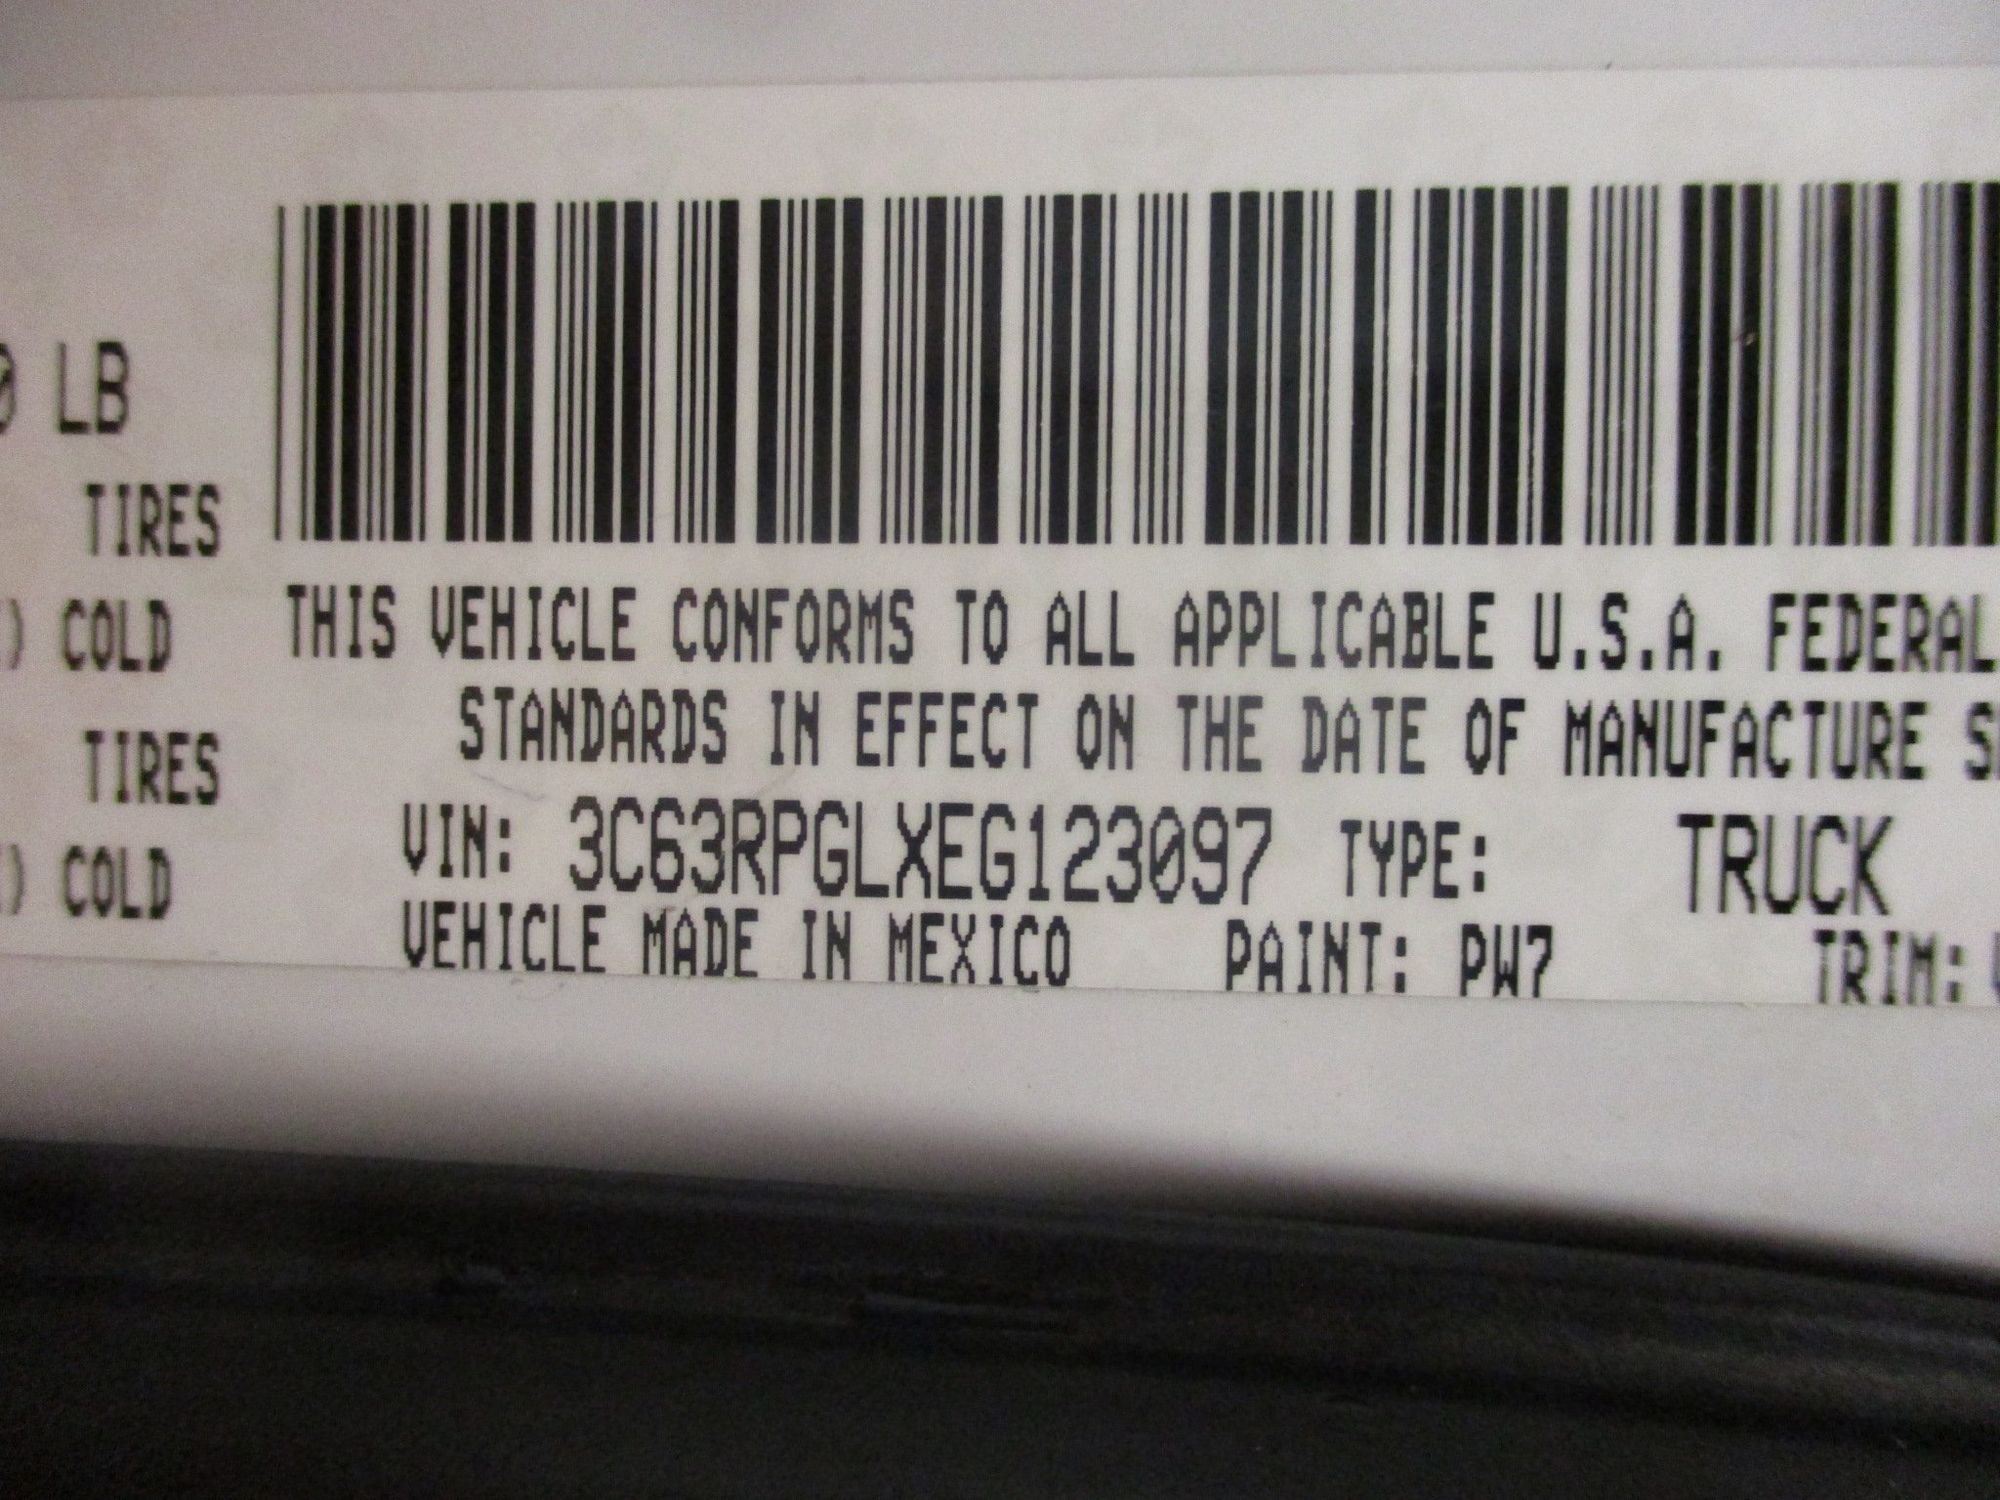 0 LB
TIRES
) COLD
TIRES
) COLD
THIS VEHICLE CONFORMS TO ALL APPLICABLE U.S.A. FEDERAL
STANDARDS IN EFFECT ON THE DATE OF MANUFACTURE
VIN: 3C63RPGLXEG123097 TYPE: TRUCK
VEHICLE MADE IN MEXICO PAINT: PW7 TRIM: